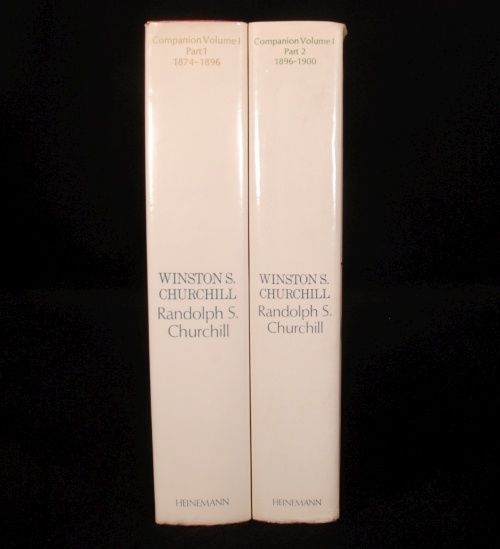 Companion Volume I
Part 1
1874-1896
WINSTON S.
CHURCHILL
Randolph S.
Churchill
HEINEMANN
Companion Volume I
Part 2
1896-1900
WINSTON S.
CHURCHILL
Randolph S.
Churchill
HEINEMANN